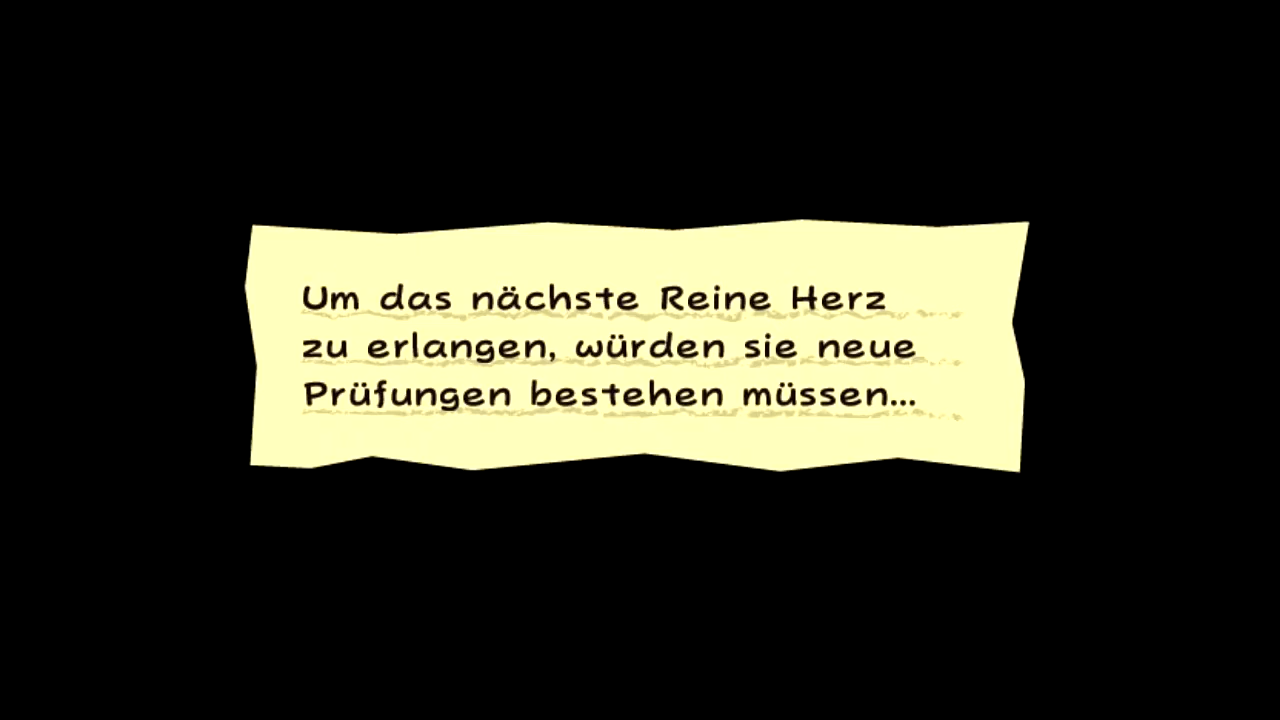 Um das nächste Reine Herz
zu erlangen, würden sie neue
Prüfungen bestehen müssen...